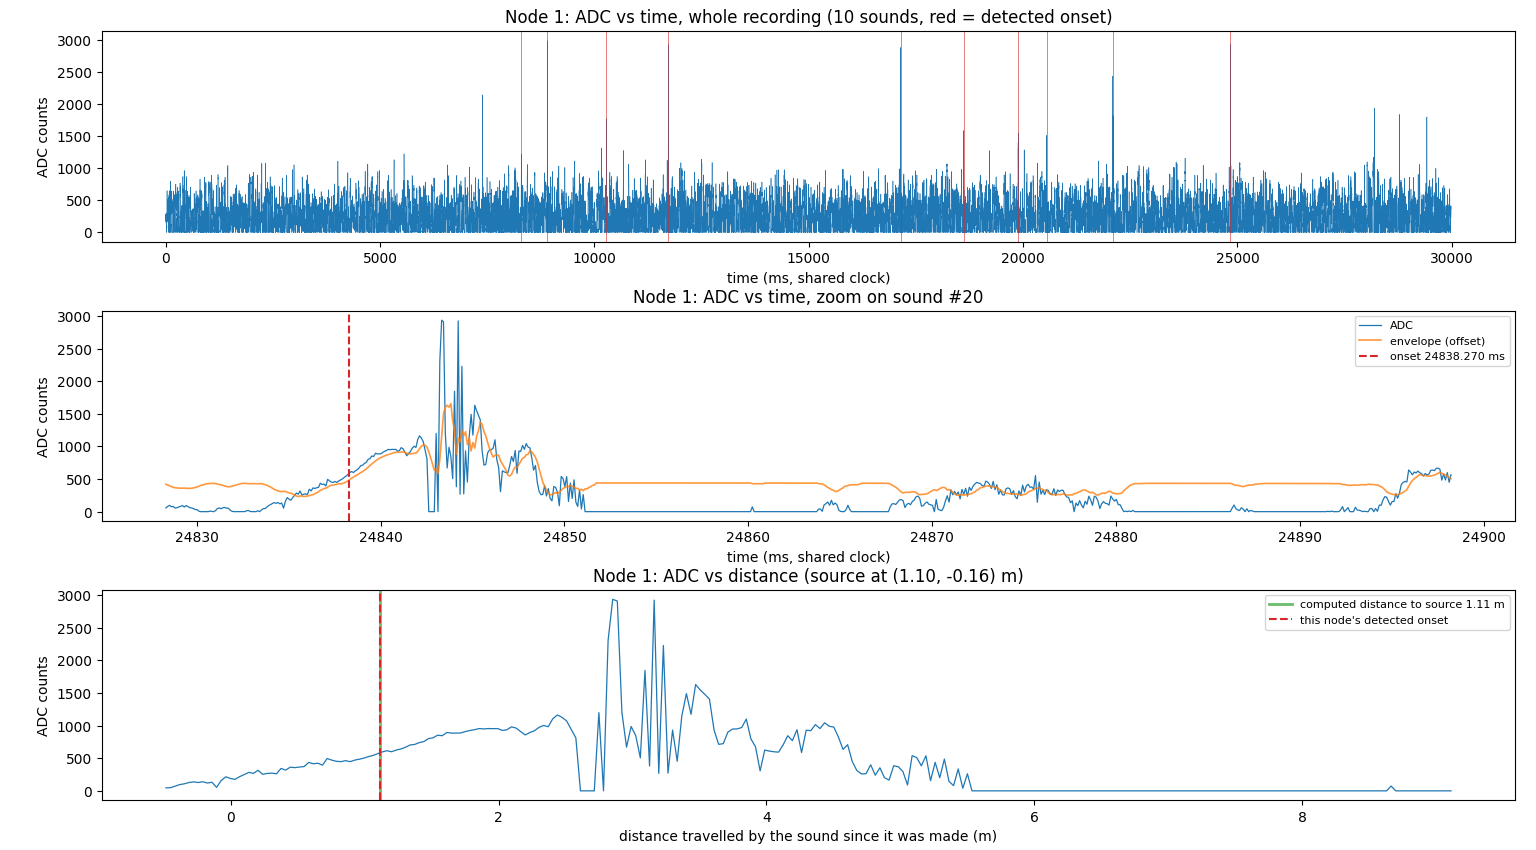 Node 1: ADC vs time, whole recording (10 sounds, red = detected onset)
3000
2500
2000
1500
1000
500
0
ADC counts
0 5000 10000 15000 20000 25000 30000
time (ms, shared clock)
Node 1: ADC vs time, zoom on sound #20
3000
2500
2000
1500
1000
500
0
ADC counts
ADC
envelope (offset)
onset 24838.270 ms
24830 24840 24850 24860 24870 24880 24890 24900
time (ms, shared clock)
Node 1: ADC vs distance (source at (1.10, -0.16) m)
3000
2500
2000
1500
1000
500
0
ADC counts
computed distance to source 1.11 m
this node's detected onset
0 2 4 6 8
distance travelled by the sound since it was made (m)